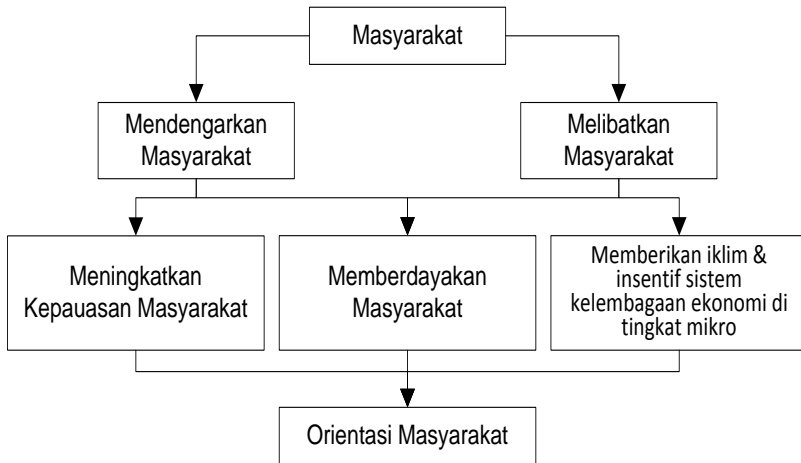 Masyarakat
Mendengarkan
Masyarakat
Melibatkan
Masyarakat
Meningkatkan
Kepauasan Masyarakat
Memberdayakan
Masyarakat
Memberikan iklim &
insentif sistem
kelembagaan ekonomi di
tingkat mikro
Orientasi Masyarakat